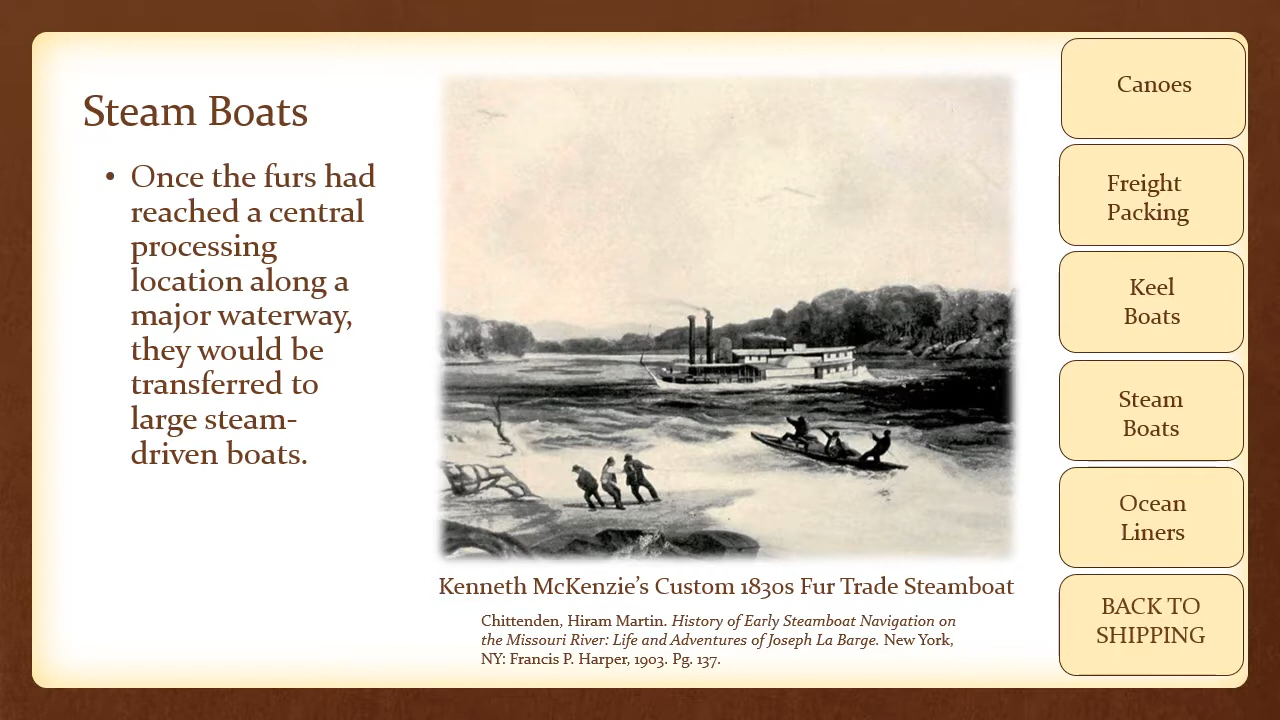 Steam Boats
• Once the furs had
reached a central
processing
location along a
major waterway,
they would be
transferred to
large steam-
driven boats.
Kenneth McKenzie’s Custom 1830s Fur Trade Steamboat
Chittenden, Hiram Martin. History of Early Steamboat Navigation on
the Missouri River: Life and Adventures of Joseph La Barge. New York,
NY: Francis P. Harper, 1903. Pg. 137.
Canoes
Freight
Packing
Keel
Boats
Steam
Boats
Ocean
Liners
BACK TO
SHIPPING